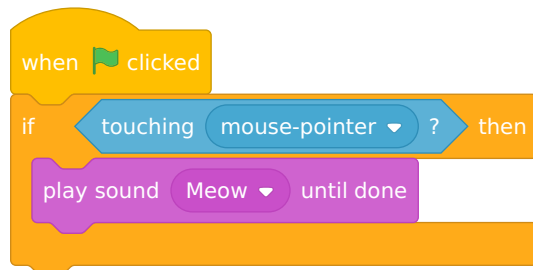 when clicked
if touching mouse-pointer ? then
play sound Meow until done